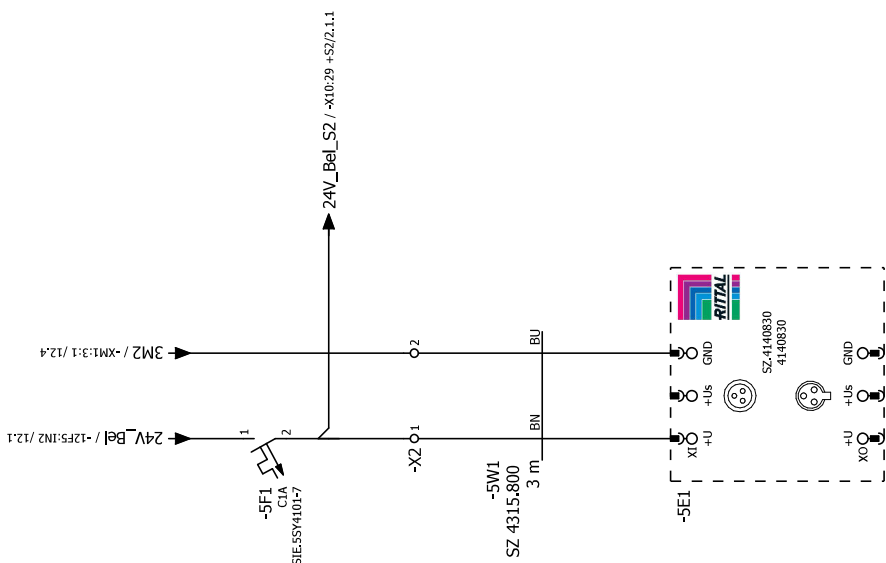 24V_Bel_S2 / -X10:29 +S2/2.1.1
3M2 / -XM1:3:1 / 12.4
24V_Bel / -12F5:IN2 / 12.1
1
2
-5F1
C1A
SIE.5SY4101-7
2
1
-X2
BU
BN
-5W1
SZ 4315.800
3 m
-5E1
RITTAL
SZ.4140830
4140830
GND
+Us
+U
XI
GND
+Us
+U
XO